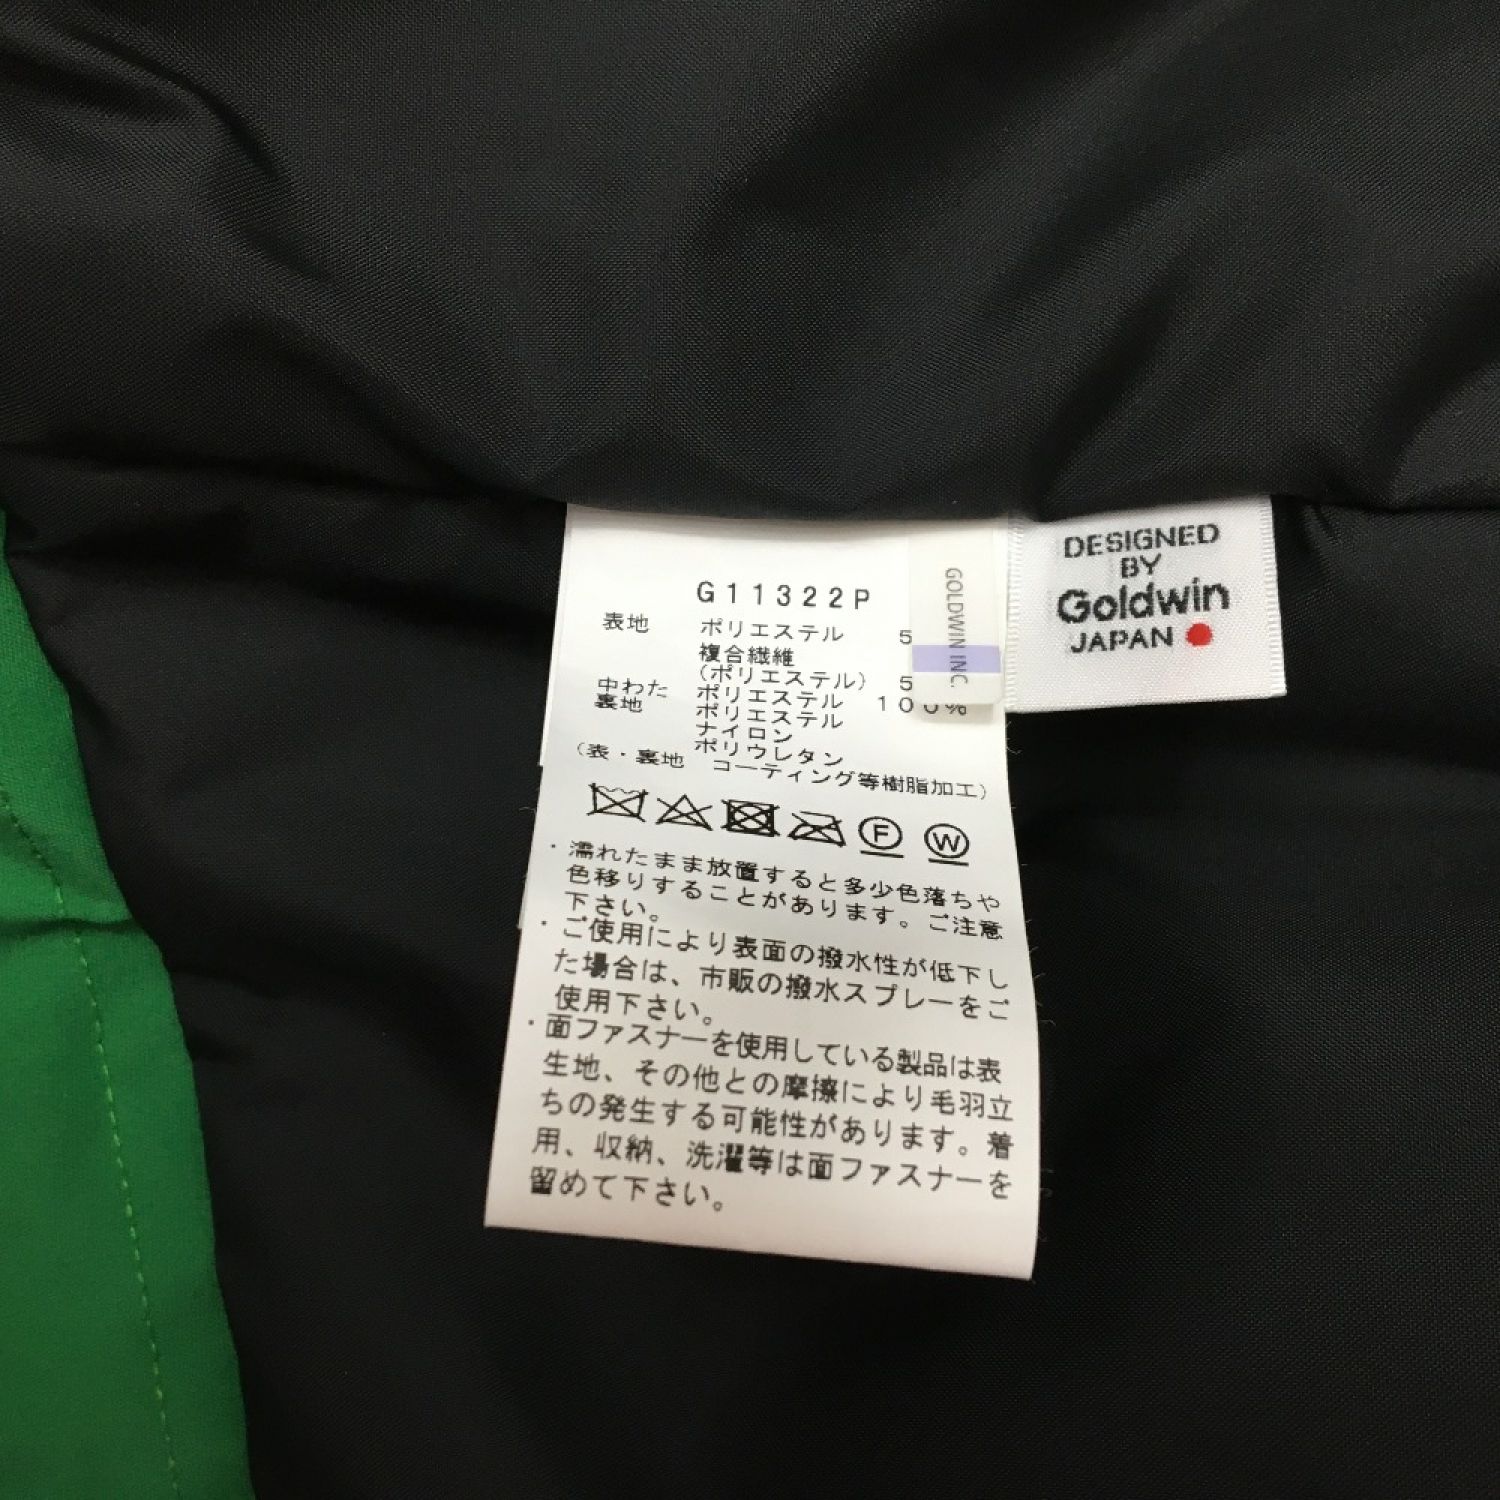 G11322P
表地 ポリエステル 5
複合繊維
(ポリエステル) 5
中わた ポリエステル 100%
裏地 ポリエステル
ナイロン
ポリウレタン
(表・裏地 コーティング等樹脂加工)
F W
・濡れたまま放置すると多少色落ちや
色移りすることがあります。ご注意
下さい。
・ご使用により表面の撥水性が低下し
た場合は、市販の撥水スプレーをご
使用下さい。
・面ファスナーを使用している製品は表
生地、その他との摩擦により毛羽立
ちの発生する可能性があります。着
用、収納、洗濯等は面ファスナーを
留めて下さい。
GOLDWIN INC.
DESIGNED
BY
Goldwin
JAPAN